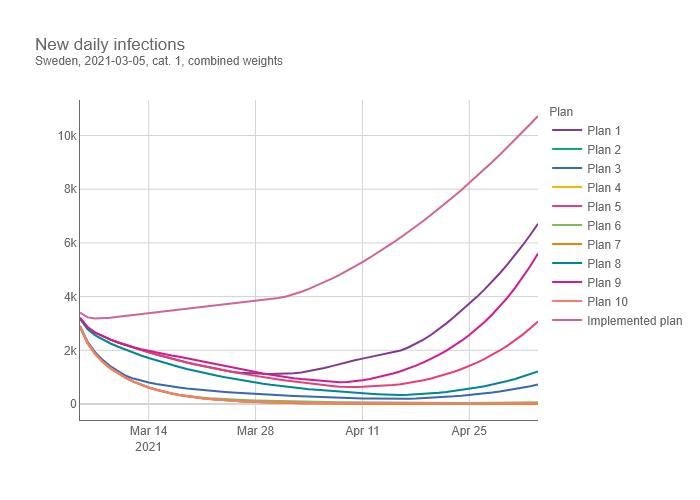 New daily infections
Sweden, 2021-03-05, cat. 1, combined weights
Plan
10k
8k
6k
4k
2k
0
Mar 14
2021
Mar 28
Apr 11
Apr 25
Plan 1
Plan 2
Plan 3
Plan 4
Plan 5
Plan 6
Plan 7
Plan 8
Plan 9
Plan 10
Implemented plan